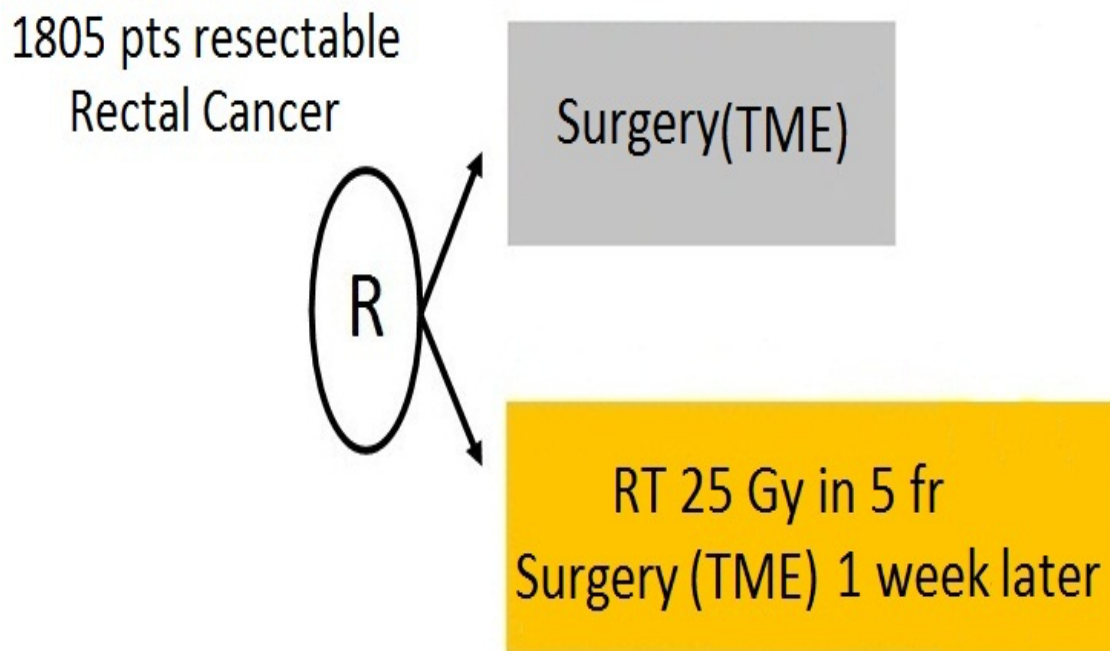 1805 pts resectable
Rectal Cancer
Surgery(TME)
R
RT 25 Gy in 5 fr
Surgery (TME) 1 week later